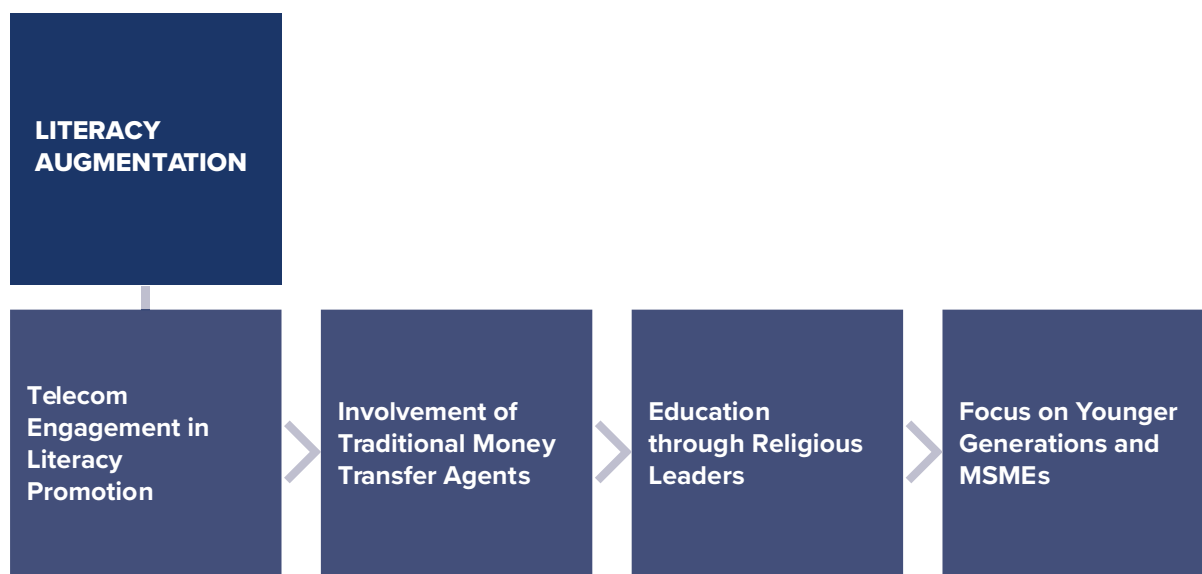 LITERACY
AUGMENTATION
Telecom
Engagement in
Literacy
Promotion
Involvement of
Traditional Money
Transfer Agents
Education
through Religious
Leaders
Focus on Younger
Generations and
MSMEs